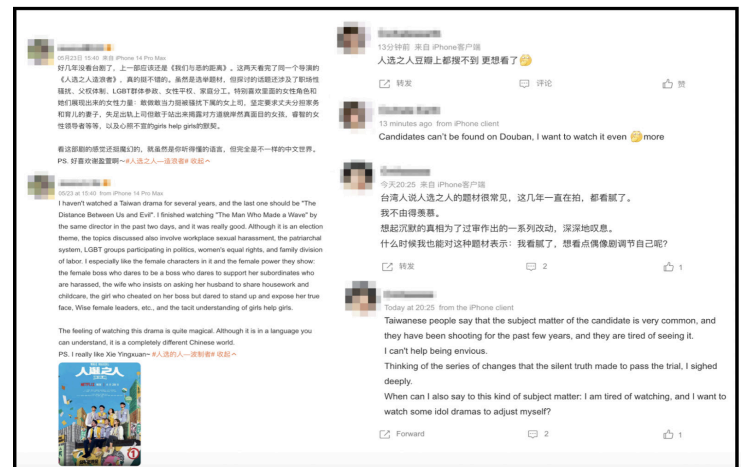 05月23日 15:40 来自 iPhone 14 Pro Max
好几年没看台剧了，上一部应该还是《我们与恶的距离》。这两天看完了同一个导演的
《人选之人造浪者》，真的挺不错的。虽然是选举题材，但探讨的话题还涉及了职场性
骚扰、父权体制、LGBT群体参政、女性平权、家庭分工。特别喜欢里面的女性角色和
她们展现出来的女性力量：敢做敢当力挺被骚扰下属的女上司，坚定要求丈夫分担家务
和育儿的妻子，失足出轨上司但敢于站出来揭露对方道貌岸然真面目的女孩，睿智的女
性领导者等等，以及心照不宣的girls help girls的默契。
看这部剧的感觉还挺魔幻的，就虽然是你听得懂的语言，但完全是不一样的中文世界。
PS. 好喜欢谢盈萱啊～#人选之人—造浪者# 收起
05/23 at 15:40 from iPhone 14 Pro Max
I haven't watched a Taiwan drama for several years, and the last one should be "The
Distance Between Us and Evil". I finished watching "The Man Who Made a Wave" by
the same director in the past two days, and it was really good. Although it is an election
theme, the topics discussed also involve workplace sexual harassment, the patriarchal
system, LGBT groups participating in politics, women's equal rights, and family division
of labor. I especially like the female characters in it and the female power they show:
the female boss who dares to be a boss who dares to support her subordinates who
are harassed, the wife who insists on asking her husband to share housework and
childcare, the girl who cheated on her boss but dared to stand up and expose her true
face, Wise female leaders, etc., and the tacit understanding of girls help girls.
The feeling of watching this drama is quite magical. Although it is in a language you
can understand, it is a completely different Chinese world.
PS. I really like Xie Yingxuan~ #人选的人—波制者# 收起
人選之人
13分钟前 来自 iPhone客户端
人选之人豆瓣上都搜不到 更想看了
转发 评论 赞
13 minutes ago from iPhone client
Candidates can't be found on Douban, I want to watch it even more
今天20:25 来自 iPhone客户端
台湾人说人选之人的题材很常见，这几年一直在拍，都看腻了。
我不由得羡慕。
想起沉默的真相为了过审作出的一系列改动，深深地叹息。
什么时候我也能对这种题材表示：我看腻了，想看点偶像剧调节自己呢？
转发 2 1
Today at 20:25 from the iPhone client
Taiwanese people say that the subject matter of the candidate is very common, and
they have been shooting for the past few years, and they are tired of seeing it.
I can't help being envious.
Thinking of the series of changes that the silent truth made to pass the trial, I sighed
deeply.
When can I also say to this kind of subject matter: I am tired of watching, and I want to
watch some idol dramas to adjust myself?
Forward 2 1